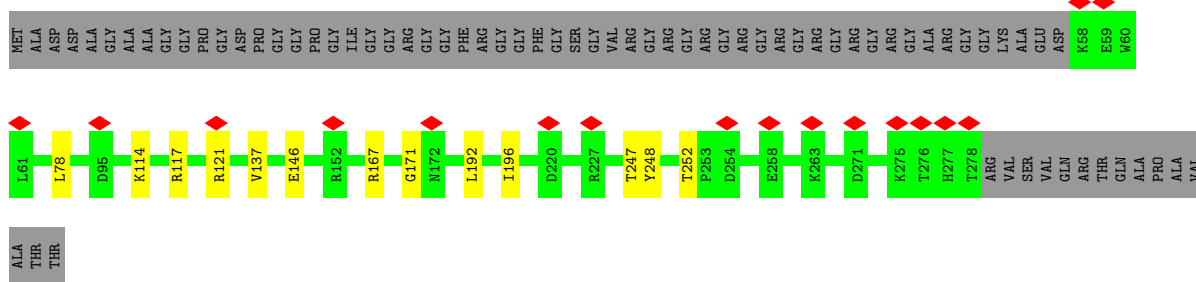 MET ALA ASP ASP ALA GLY ALA ALA GLY GLY PRO GLY ASP PRO GLY GLY PRO GLY ILE GLY GLY ARG GLY GLY PHE ARG GLY GLY PHE GLY SER GLY VAL ARG GLY ARG GLY ARG GLY ARG GLY ARG GLY ARG GLY ARG GLY ARG GLY ALA ARG GLY GLY LYS ALA GLU ASP K58 E59 W60
L61 L78 D95 K114 R117 R121 V137 E146 R152 R167 G171 N172 L192 I196 D220 R227 T247 Y248 T252 P253 D254 E258 K263 D271 K275 T276 H277 T278 ARG VAL SER VAL GLN ARG THR GLN ALA PRO ALA VAL
ALA THR THR